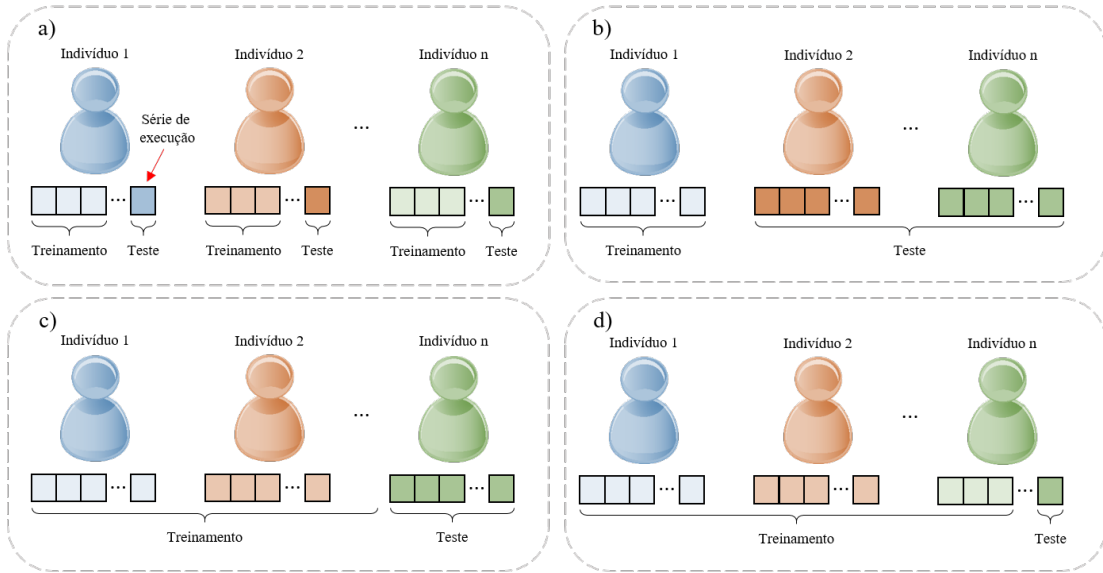 a)
Indivíduo 1
Indivíduo 2
Indivíduo n
Série de
execução
...
...
...
...
Treinamento
Teste
Treinamento
Teste
Treinamento
Teste
b)
Indivíduo 1
Indivíduo 2
Indivíduo n
...
...
...
...
Treinamento
Teste
c)
Indivíduo 1
Indivíduo 2
Indivíduo n
...
...
...
...
Treinamento
Teste
d)
Indivíduo 1
Indivíduo 2
Indivíduo n
...
...
...
...
Treinamento
Teste